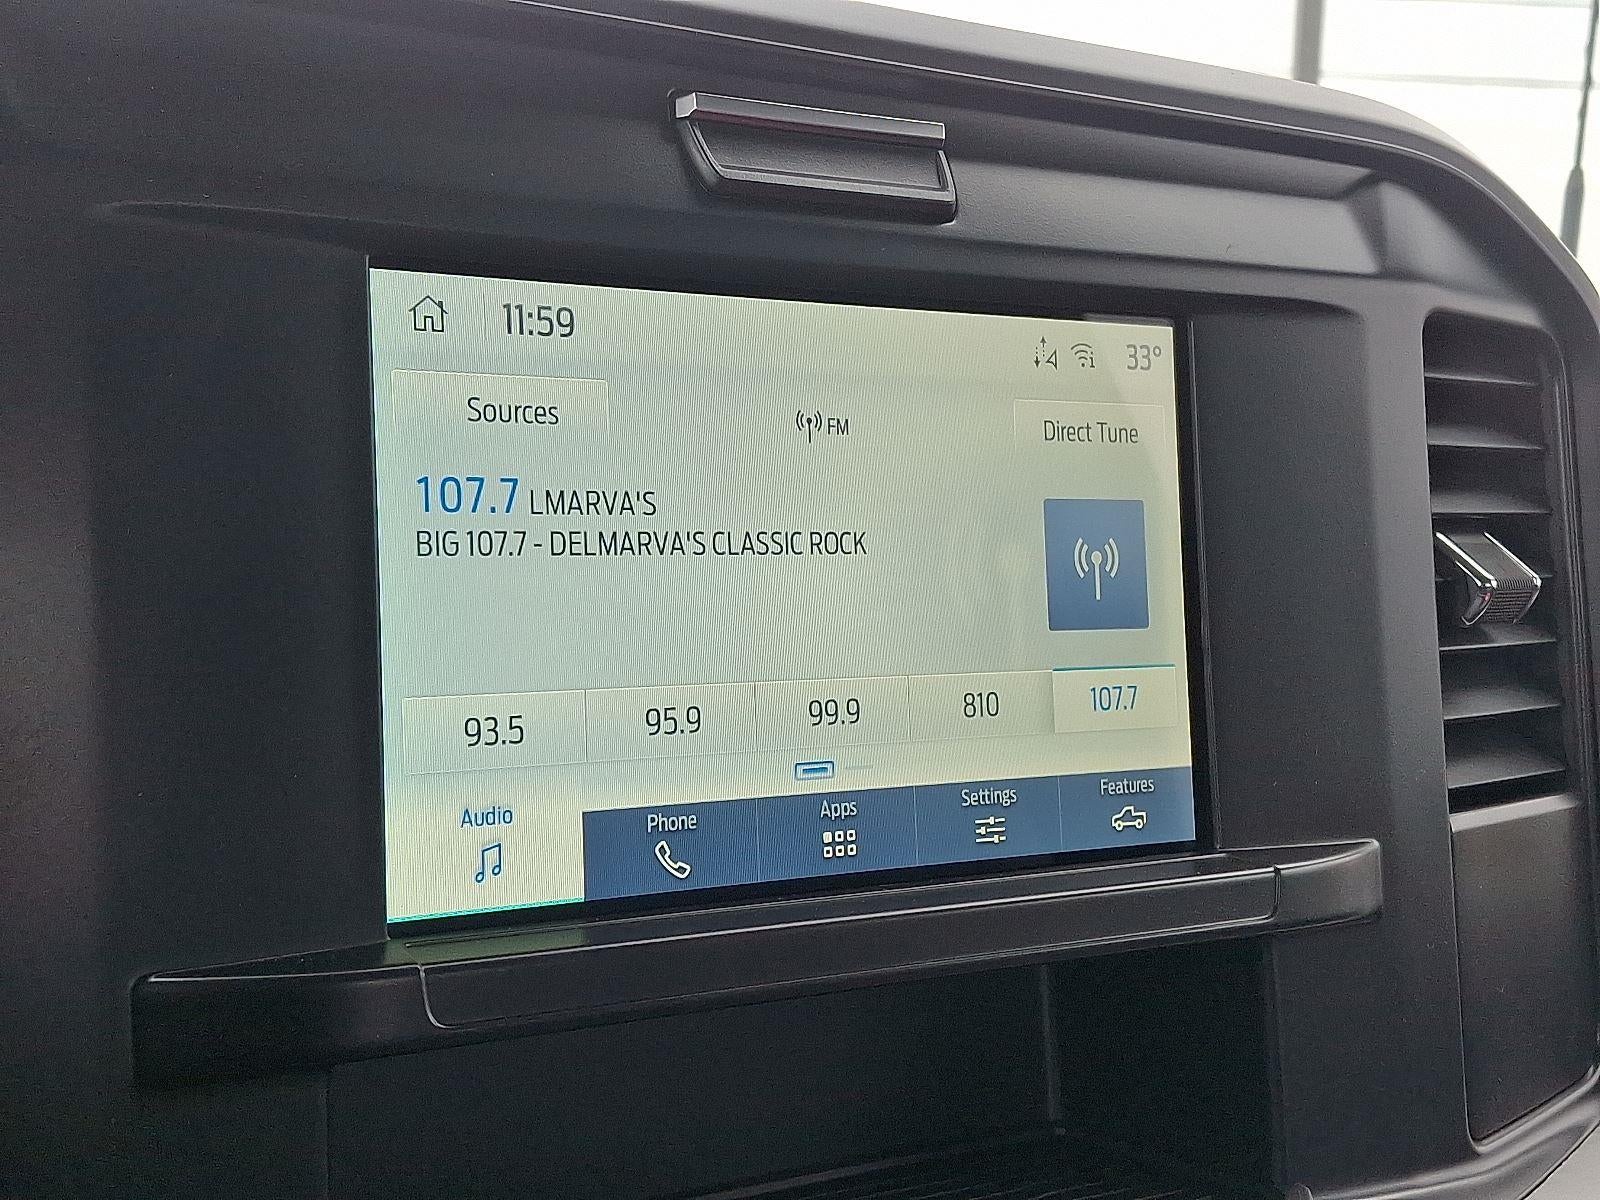 11:59
33°
Sources
FM
Direct Tune
107.7 LMARVA'S
BIG 107.7 - DELMARVA'S CLASSIC ROCK
93.5 95.9 99.9 810 107.7
Audio Phone Apps Settings Features